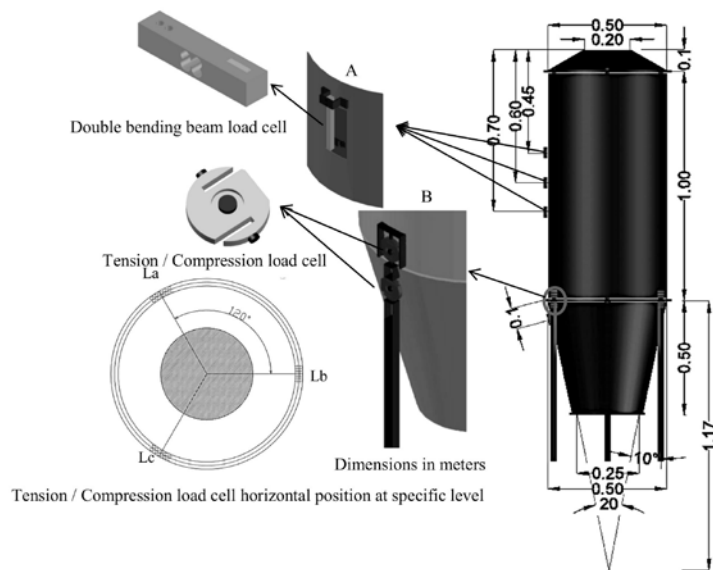 0.50
0.20
0.1
A
0.45
0.60
0.70
Double bending beam load cell
1.00
B
Tension / Compression load cell
La
120°
Lb
Lc
0.1
0.50
1.17
10°
Dimensions in meters
0.25
0.50
20
Tension / Compression load cell horizontal position at specific level